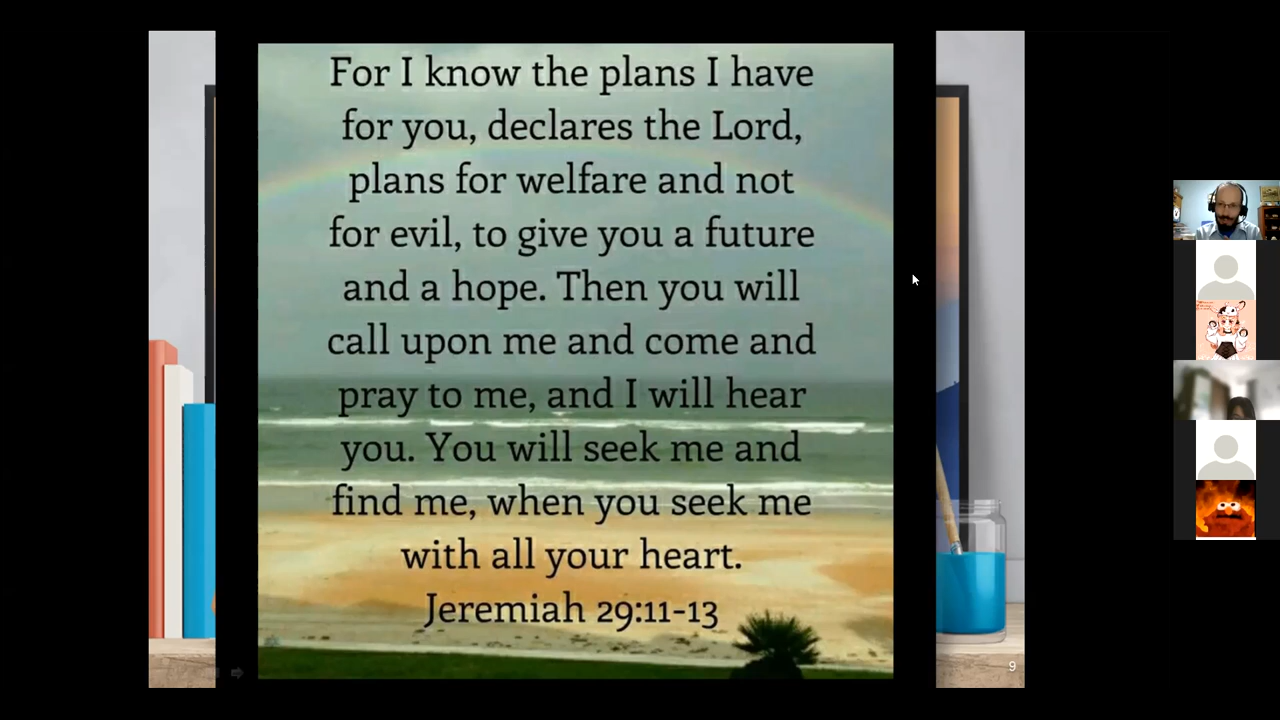 For I know the plans I have
for you, declares the Lord,
plans for welfare and not
for evil, to give you a future
and a hope. Then you will
call upon me and come and
pray to me, and I will hear
you. You will seek me and
find me, when you seek me
with all your heart.
Jeremiah 29:11-13
9